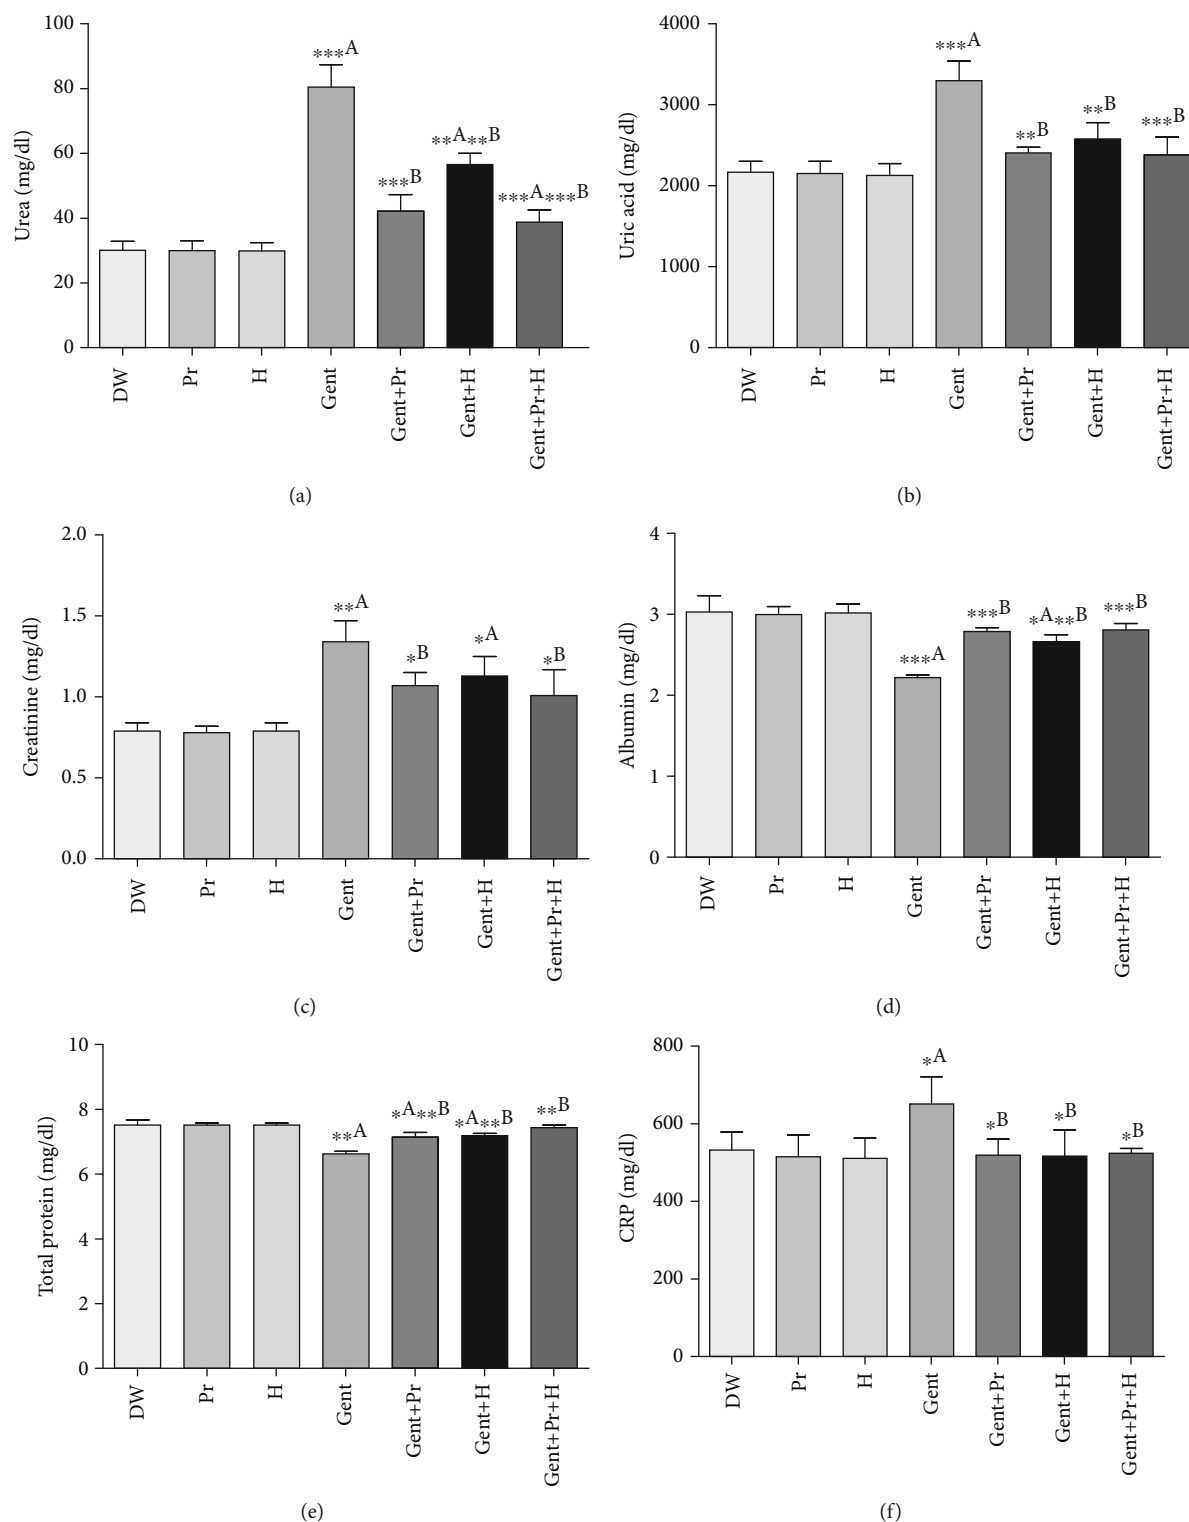 100
80
60
40
20
0
Urea (mg/dl)
***A
***B
**A**B
***A***B
DW
Pr
H
Gent
Gent+Pr
Gent+H
Gent+Pr+H
(a)
4000
3000
2000
1000
0
Uric acid (mg/dl)
***A
**B
**B
***B
DW
Pr
H
Gent
Gent+Pr
Gent+H
Gent+Pr+H
(b)
2.0
1.5
1.0
0.5
0.0
Creatinine (mg/dl)
**A
*B
*A
*B
DW
Pr
H
Gent
Gent+Pr
Gent+H
Gent+Pr+H
(c)
4
3
2
1
0
Albumin (mg/dl)
***A
***B
*A**B
***B
DW
Pr
H
Gent
Gent+Pr
Gent+H
Gent+Pr+H
(d)
10
8
6
4
2
0
Total protein (mg/dl)
**A
*A**B
*A**B
**B
DW
Pr
H
Gent
Gent+Pr
Gent+H
Gent+Pr+H
(e)
800
600
400
200
0
CRP (mg/dl)
*A
*B
*B
*B
DW
Pr
H
Gent
Gent+Pr
Gent+H
Gent+Pr+H
(f)